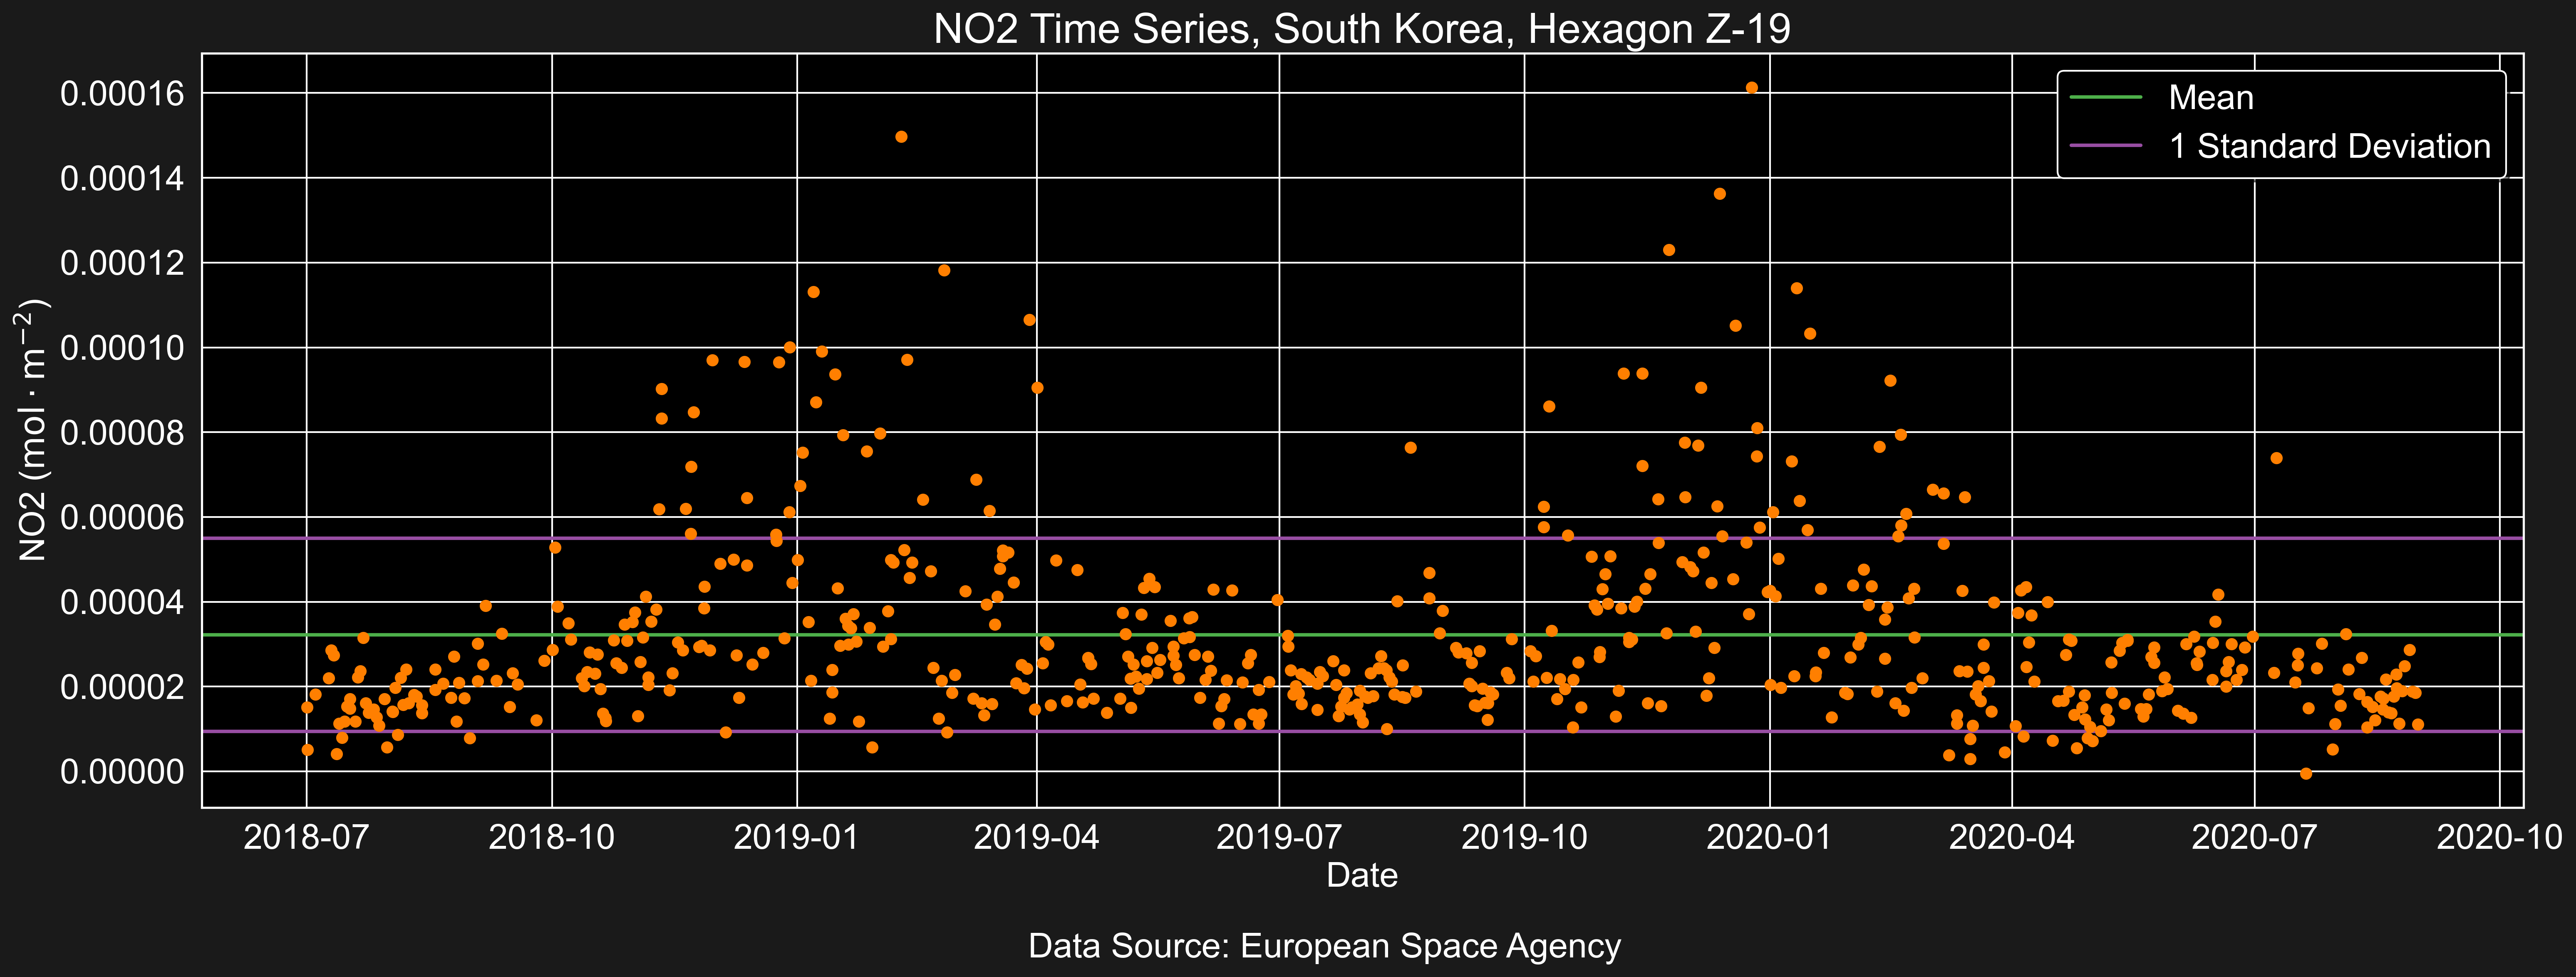 NO2 Time Series, South Korea, Hexagon Z-19
Mean
1 Standard Deviation
NO2 (mol · m⁻²)
0.00016
0.00014
0.00012
0.00010
0.00008
0.00006
0.00004
0.00002
0.00000
2018-07 2018-10 2019-01 2019-04 2019-07 2019-10 2020-01 2020-04 2020-07 2020-10
Date
Data Source: European Space Agency